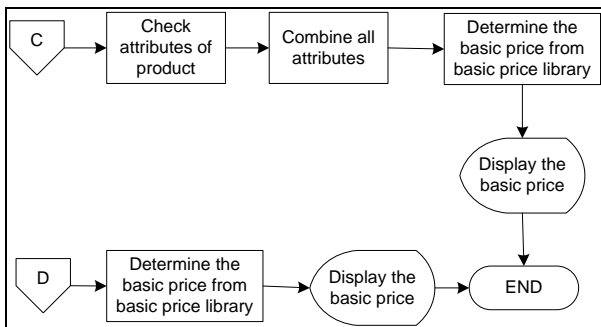 C
Check
attributes of
product
Combine all
attributes
Determine the
basic price from
basic price library
Display the
basic price
D
Determine the
basic price from
basic price library
Display the
basic price
END